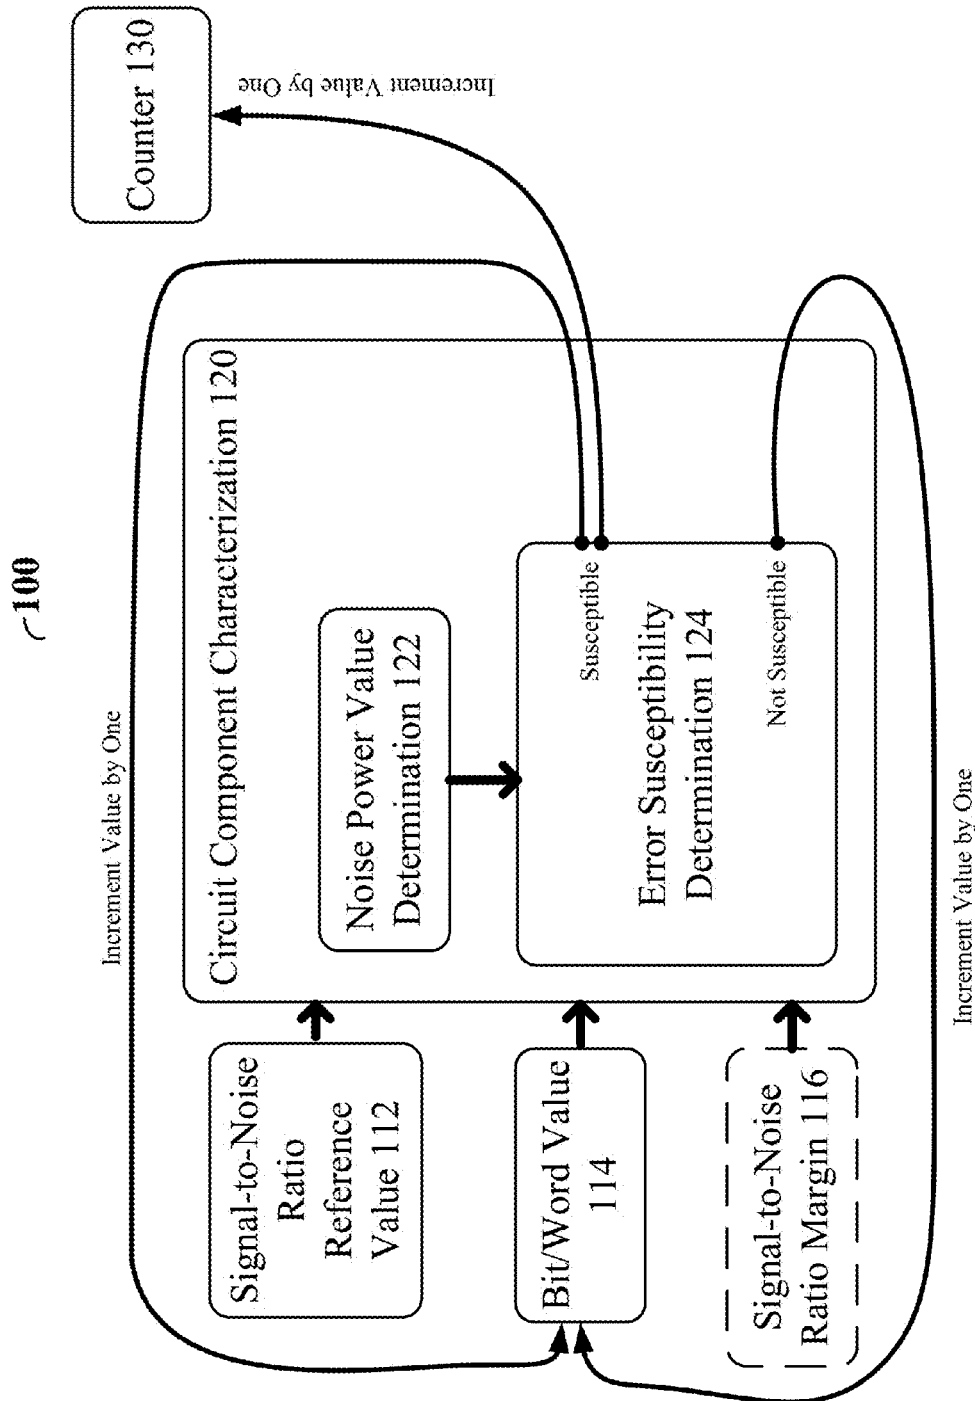 100
Increment Value by One
Signal-to-Noise
Ratio
Reference
Value 112
Bit/Word Value
114
Signal-to-Noise
Ratio Margin 116
Circuit Component Characterization 120
Noise Power Value
Determination 122
Susceptible
Error Susceptibility
Determination 124
Not Susceptible
Counter 130
Increment Value by One
Increment Value by One